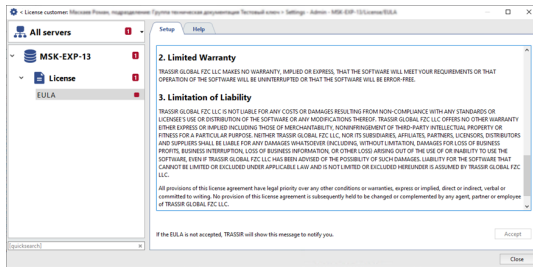 < License customer: Мосяев Роман, подразделение Группа техническая документация Тестовый ключ > Settings - Admin - MSK-EXP-13/License/EULA
All servers
MSK-EXP-13
License
EULA
[quicksearch]
Setup Help
2. Limited Warranty
TRASSIR GLOBAL FZC LLC MAKES NO WARRANTY, IMPLIED OR EXPRESS, THAT THE SOFTWARE WILL MEET YOUR REQUIREMENTS OR THAT
OPERATION OF THE SOFTWARE WILL BE UNINTERRUPTED OR THAT THE SOFTWARE WILL BE ERROR-FREE.
3. Limitation of Liability
TRASSIR GLOBAL FZC LLC IS NOT LIABLE FOR ANY COSTS OR DAMAGES RESULTING FROM NON-COMPLIANCE WITH ANY STANDARDS OR
LICENSEE'S USE OR DISTRIBUTION OF THE SOFTWARE OR ANY MODIFICATIONS THEREOF. TRASSIR GLOBAL FZC LLC OFFERS NO OTHER WARRANTY
EITHER EXPRESS OR IMPLIED INCLUDING THOSE OF MERCHANTABILITY, NONINFRINGEMENT OF THIRD-PARTY INTELLECTUAL PROPERTY OR
FITNESS FOR A PARTICULAR PURPOSE. NEITHER TRASSIR GLOBAL FZC LLC, NOR ITS SUBSIDIARIES, AFFILIATES, PARTNERS, LICENSORS, DISTRIBUTORS
AND SUPPLIERS SHALL BE LIABLE FOR ANY DAMAGES WHATSOEVER (INCLUDING, WITHOUT LIMITATION, DAMAGES FOR LOSS OF BUSINESS
PROFITS, BUSINESS INTERRUPTION, LOSS OF BUSINESS INFORMATION, OR OTHER LOSS) ARISING OUT OF THE USE OF OR INABILITY TO USE THE
SOFTWARE, EVEN IF TRASSIR GLOBAL FZC LLC HAS BEEN ADVISED OF THE POSSIBILITY OF SUCH DAMAGES. LIABILITY FOR THE SOFTWARE THAT
CANNOT BE LIMITED OR EXCLUDED UNDER APPLICABLE LAW AND IS NOT LIMITED OR EXCLUDED HEREUNDER IS ASSUMED BY TRASSIR GLOBAL FZC
LLC.
All provisions of this license agreement have legal priority over any other conditions or warranties, express or implied, direct or indirect, verbal or
committed to writing. No provision of this license agreement is subsequently held to be changed or complemented by any agent, partner or employee
of TRASSIR GLOBAL FZC LLC.
If the EULA is not accepted, TRASSIR will show this message to notify you.
Accept
Close